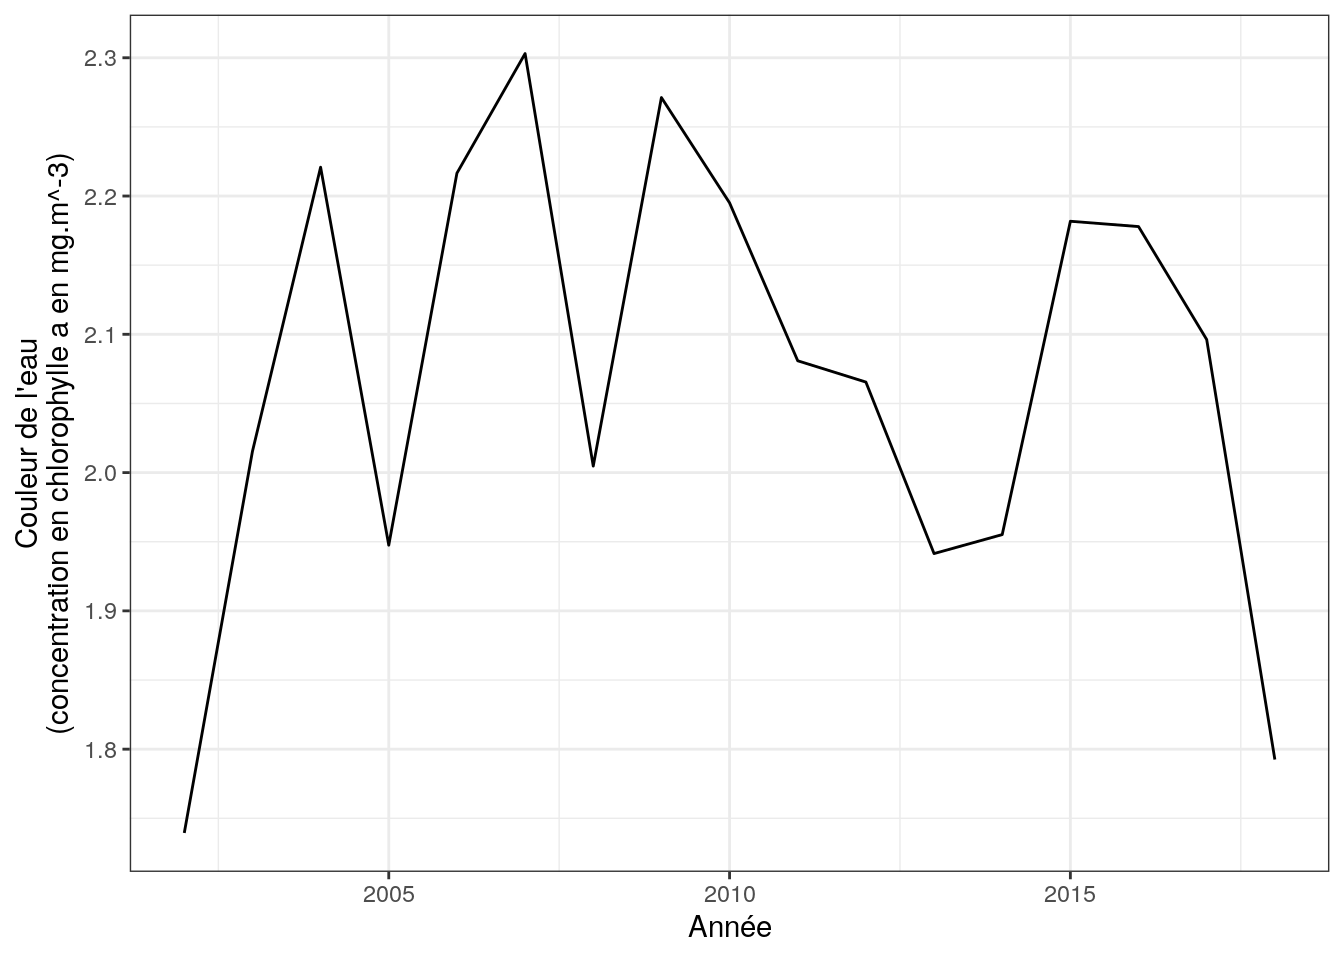 Couleur de l'eau
(concentration en chlorophylle a en mg.m^-3)
2.3
2.2
2.1
2.0
1.9
1.8
2005 2010 2015
Année